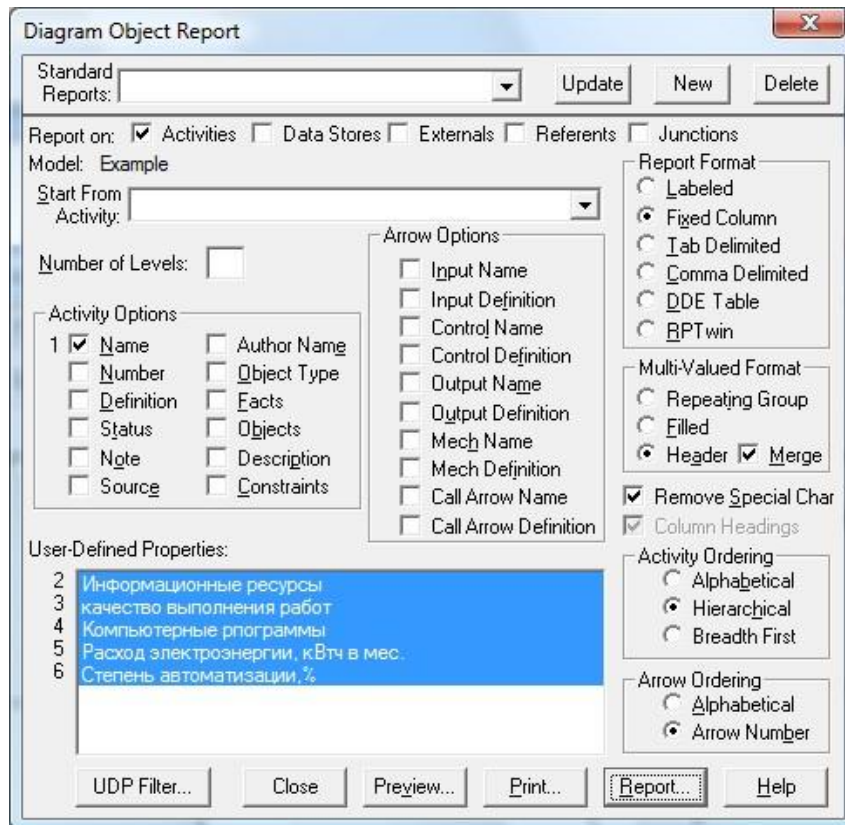 Diagram Object Report
Standard Reports:
Update New Delete
Report on: Activities Data Stores Externals Referents Junctions
Model: Example
Start From Activity:
Number of Levels:
Activity Options
1 Name
Number
Definition
Status
Note
Source
Author Name
Object Type
Facts
Objects
Description
Constraints
Arrow Options
Input Name
Input Definition
Control Name
Control Definition
Output Name
Output Definition
Mech Name
Mech Definition
Call Arrow Name
Call Arrow Definition
Report Format
Labeled
Fixed Column
Tab Delimited
Comma Delimited
DDE Table
RPTwin
Multi-Valued Format
Repeating Group
Filled
Header Merge
Remove Special Char
Column Headings
Activity Ordering
Alphabetical
Hierarchical
Breadth First
Arrow Ordering
Alphabetical
Arrow Number
User-Defined Properties:
2 Информационные ресурсы
3 качество выполнения работ
4 Компьютерные рпограммы
5 Расход электроэнергии, кВтч в мес.
6 Степень автоматизации,%
UDP Filter... Close Preview... Print... Report... Help